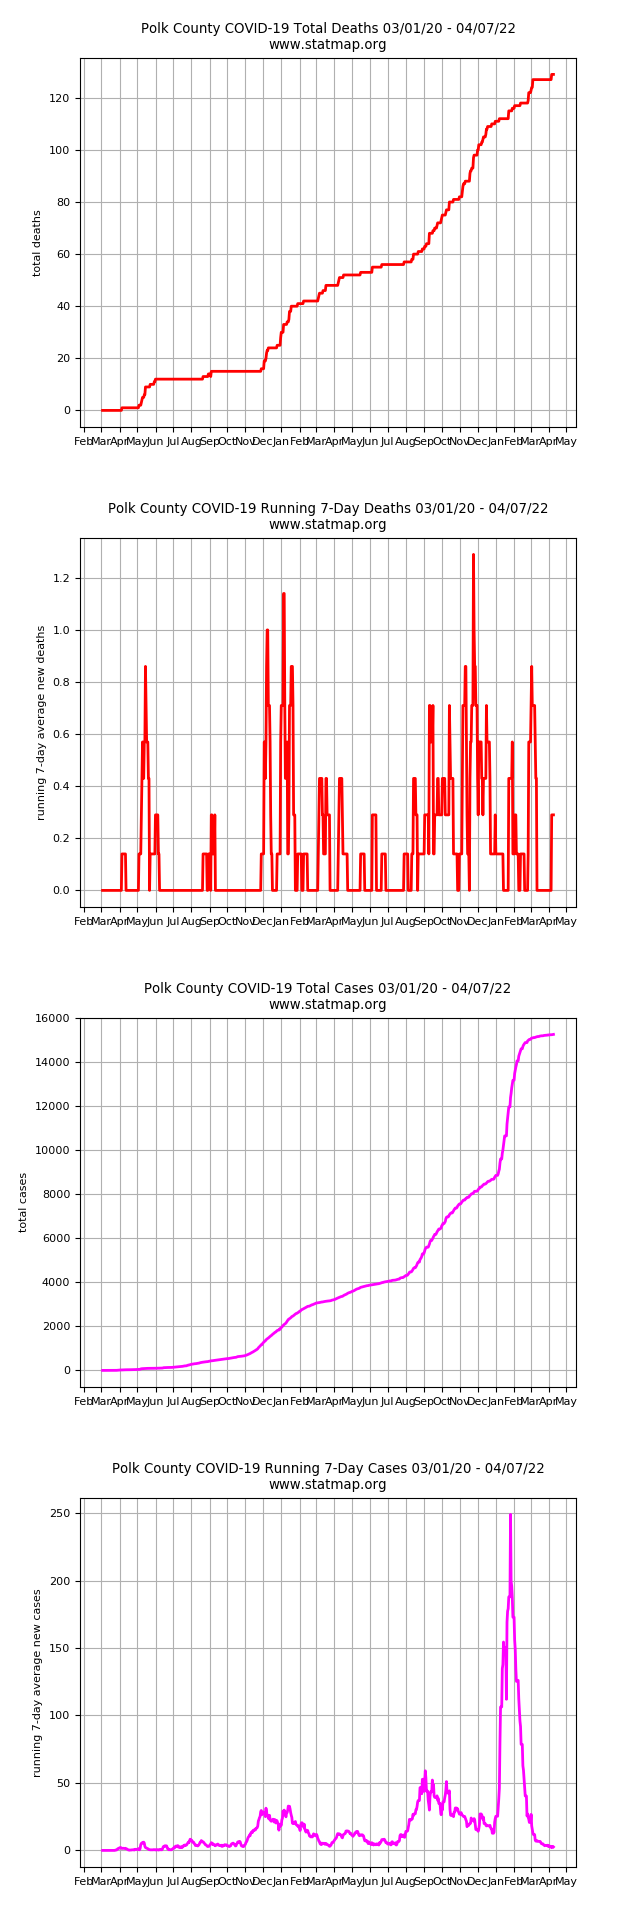 Polk County COVID-19 Total Deaths 03/01/20 - 04/07/22
www.statmap.org
120
100
80
60
40
20
0
total deaths
Feb Mar Apr May Jun Jul Aug Sep Oct Nov Dec Jan Feb Mar Apr May Jun Jul Aug Sep Oct Nov Dec Jan Feb Mar Apr May
Polk County COVID-19 Running 7-Day Deaths 03/01/20 - 04/07/22
www.statmap.org
1.2
1.0
0.8
0.6
0.4
0.2
0.0
running 7-day average new deaths
Feb Mar Apr May Jun Jul Aug Sep Oct Nov Dec Jan Feb Mar Apr May Jun Jul Aug Sep Oct Nov Dec Jan Feb Mar Apr May
Polk County COVID-19 Total Cases 03/01/20 - 04/07/22
www.statmap.org
16000
14000
12000
10000
8000
6000
4000
2000
0
total cases
Feb Mar Apr May Jun Jul Aug Sep Oct Nov Dec Jan Feb Mar Apr May Jun Jul Aug Sep Oct Nov Dec Jan Feb Mar Apr May
Polk County COVID-19 Running 7-Day Cases 03/01/20 - 04/07/22
www.statmap.org
250
200
150
100
50
0
running 7-day average new cases
Feb Mar Apr May Jun Jul Aug Sep Oct Nov Dec Jan Feb Mar Apr May Jun Jul Aug Sep Oct Nov Dec Jan Feb Mar Apr May